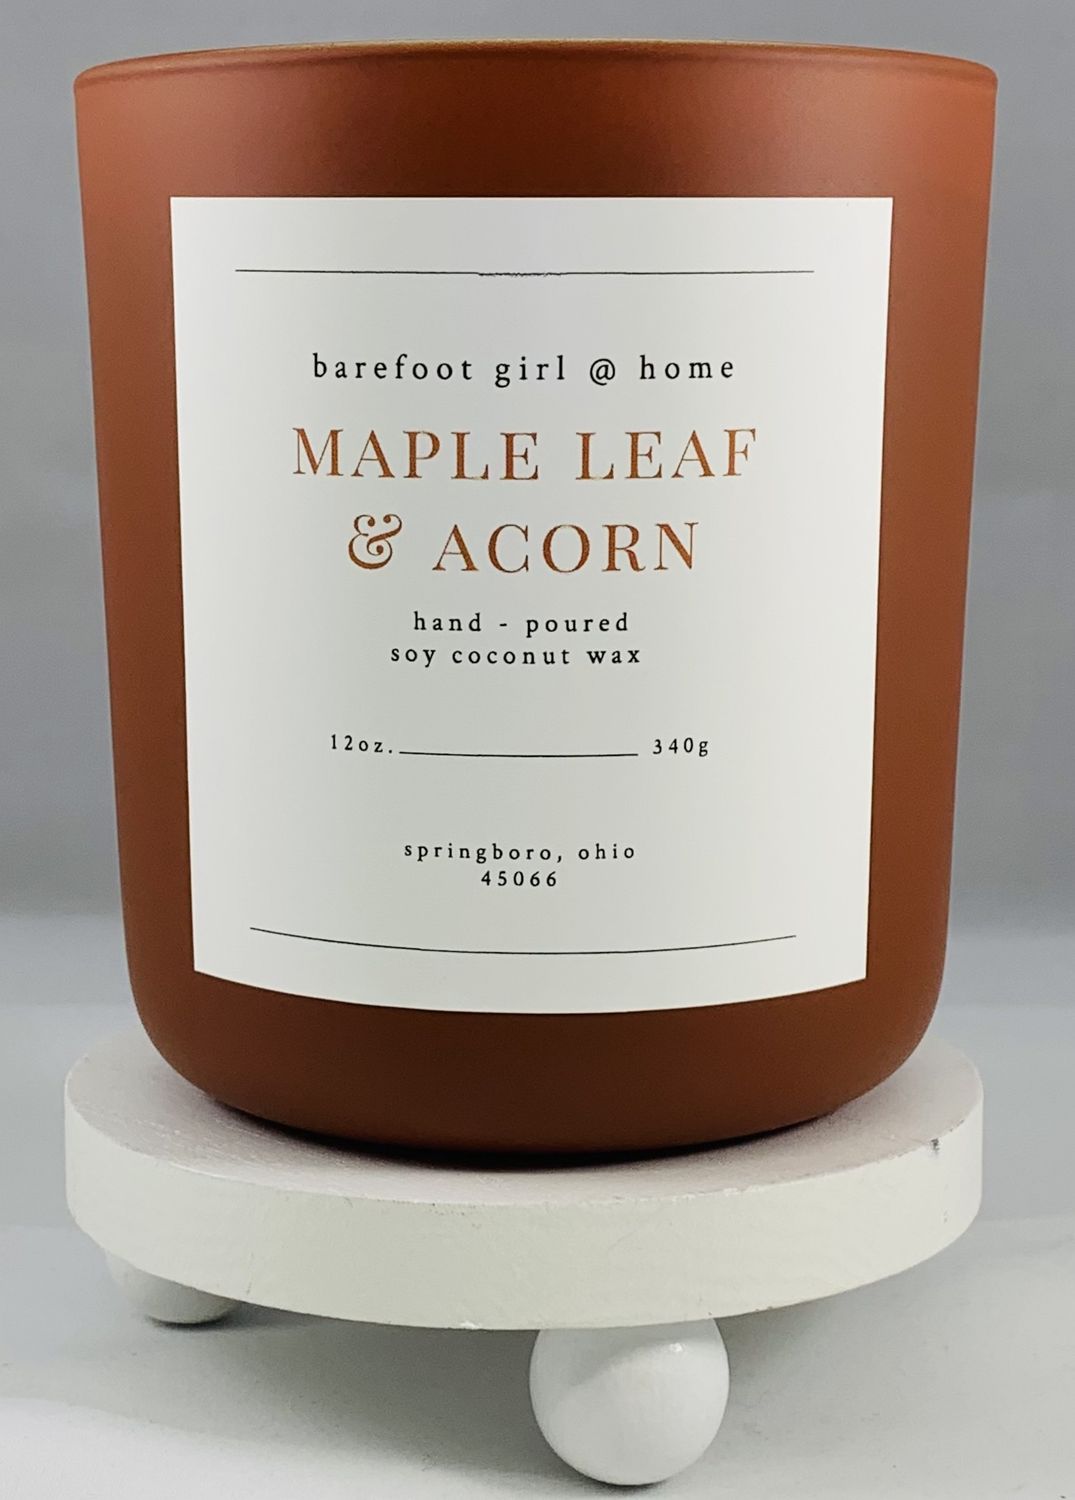 barefoot girl @ home
MAPLE LEAF
& ACORN
hand - poured
soy coconut wax
12oz. 340g
springboro, ohio
45066